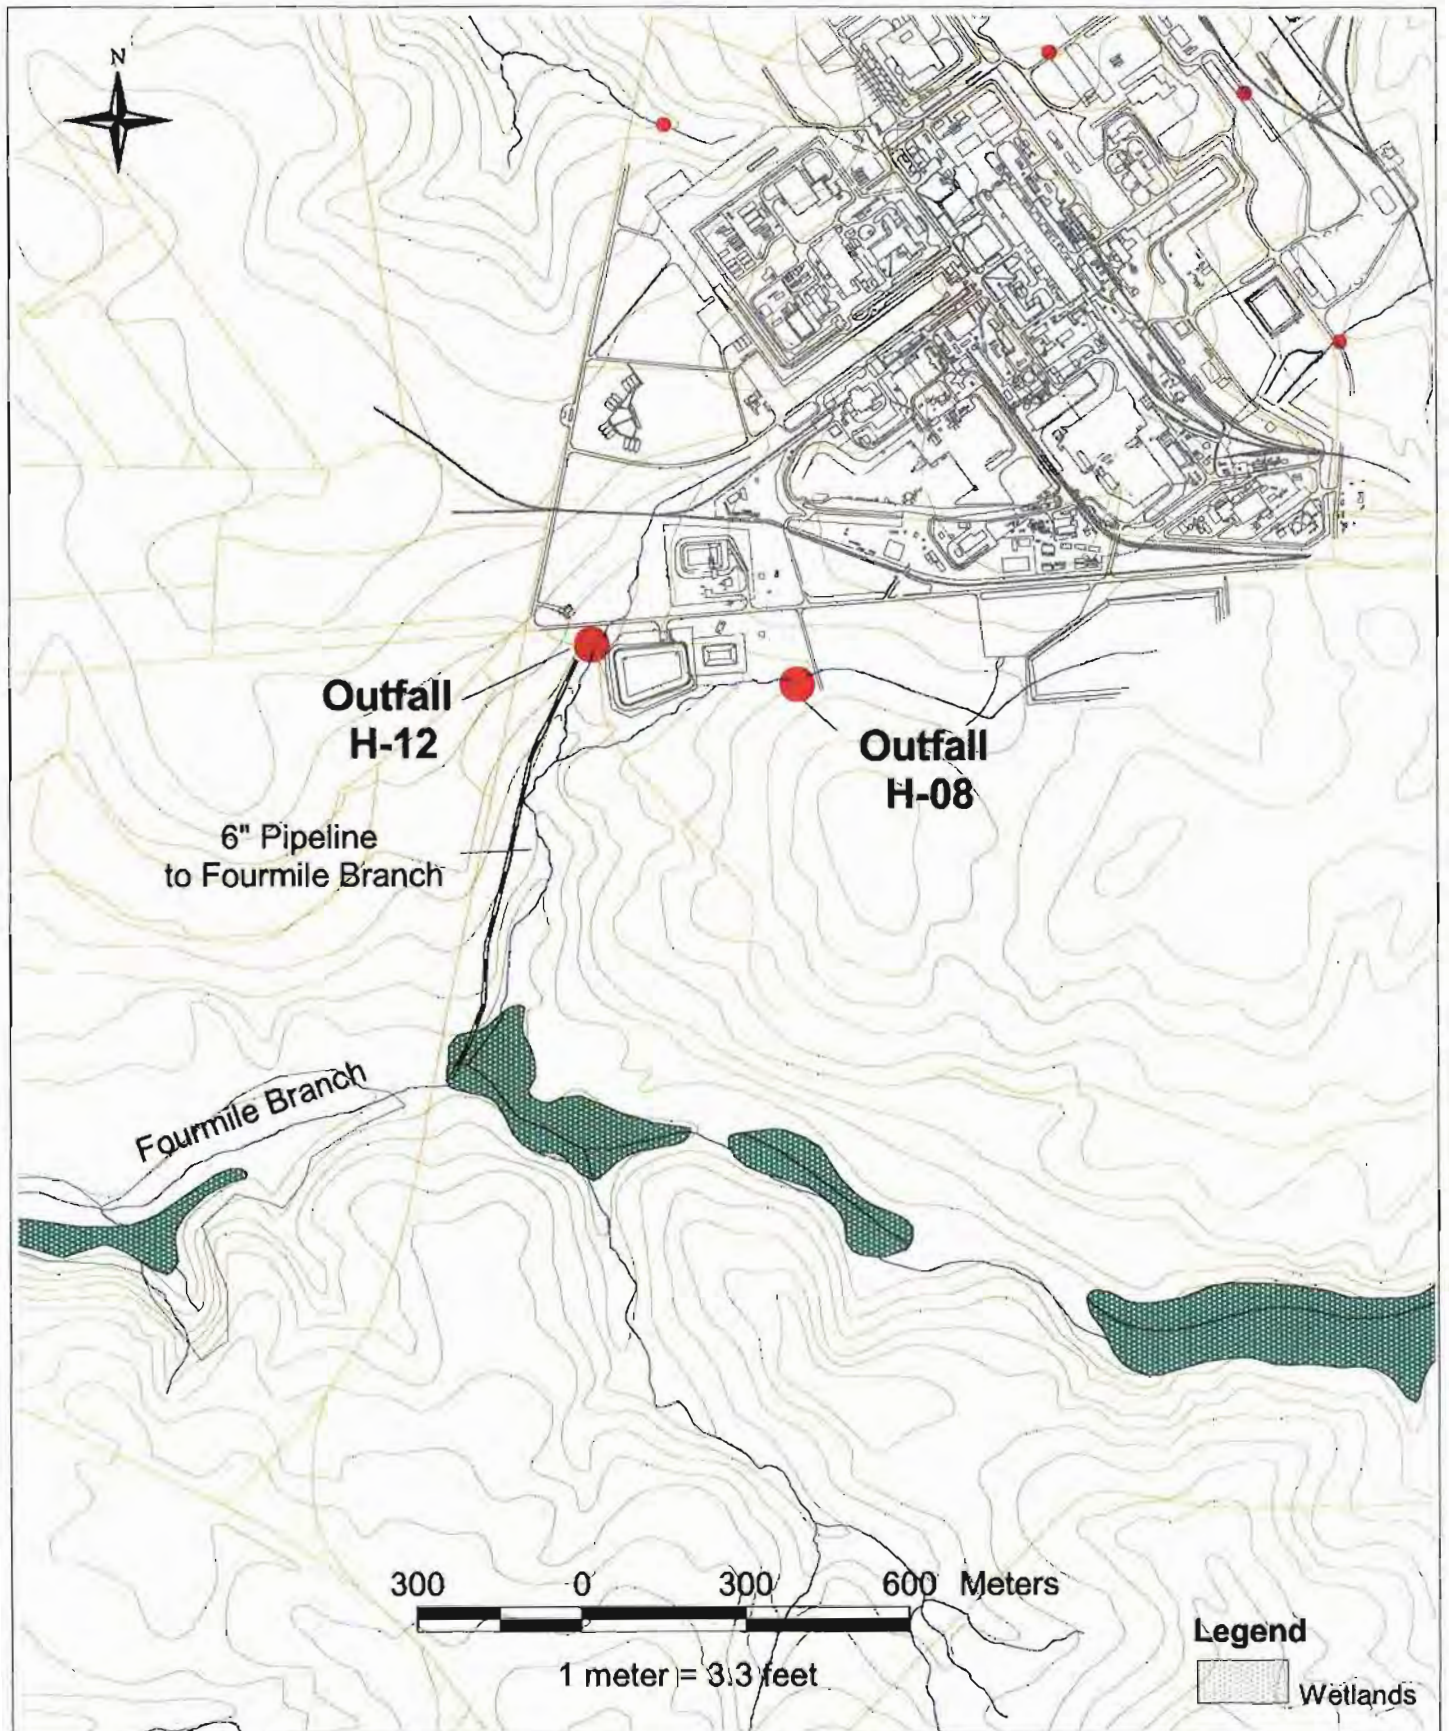 N
Outfall
H-12
Outfall
H-08
6" Pipeline
to Fourmile Branch
Fourmile Branch
300 0 300 600 Meters
1 meter = 3.3 feet
Legend
Wetlands